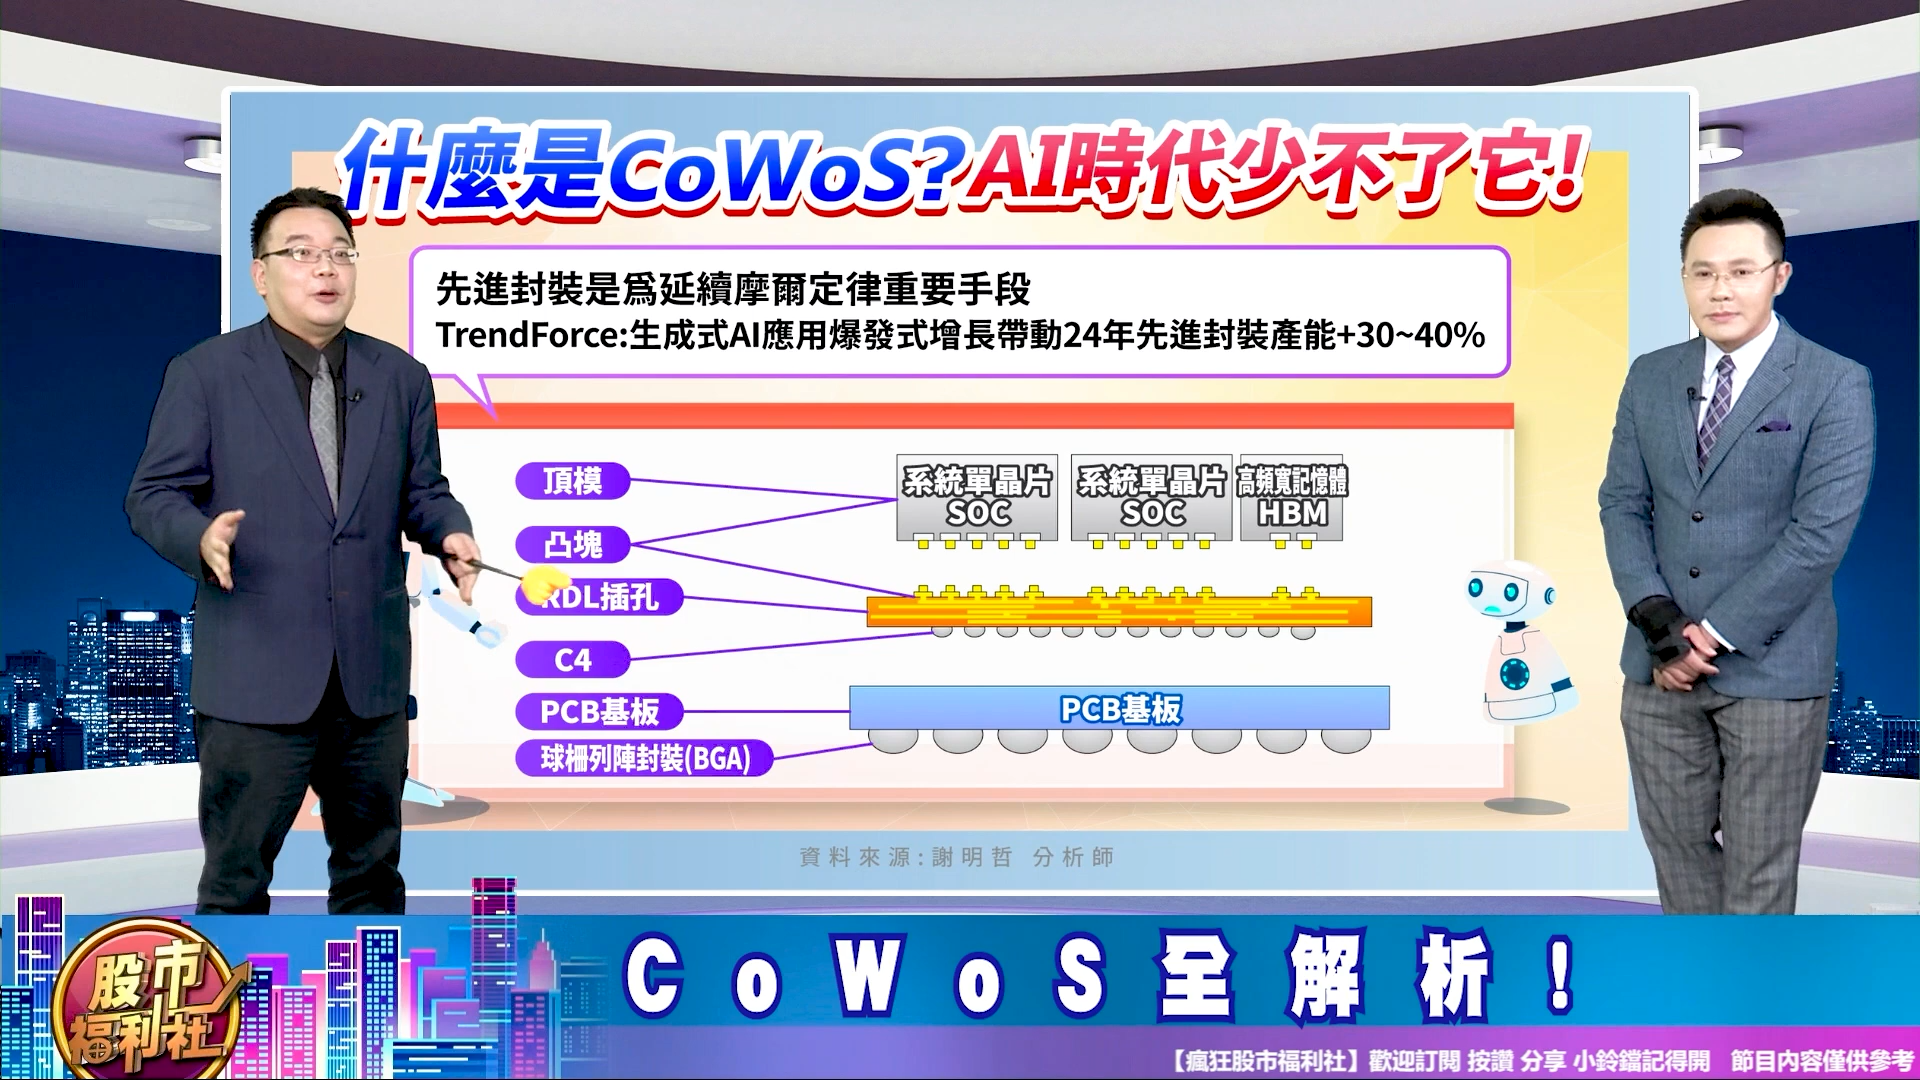 什麼是CoWoS?AI時代少不了它!
先進封裝是為延續摩爾定律重要手段
TrendForce:生成式AI應用爆發式增長帶動24年先進封裝產能+30~40%
頂模
凸塊
RDL插孔
C4
PCB基板
球柵列陣封裝(BGA)
系統單晶片
SOC
系統單晶片
SOC
高頻寬記憶體
HBM
PCB基板
資料來源:謝明哲 分析師
股市
福利社
CoWoS全解析!
【瘋狂股市福利社】歡迎訂閱 按讚 分享 小鈴鐺記得開 節目內容僅供參考